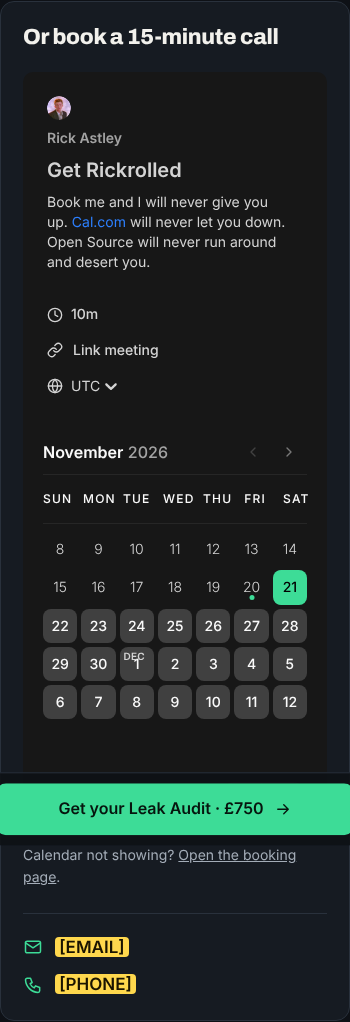 Or book a 15-minute call
Rick Astley
Get Rickrolled
Book me and I will never give you
up. Cal.com will never let you down.
Open Source will never run around
and desert you.
10m
Link meeting
UTC
November 2026
SUN MON TUE WED THU FRI SAT
8 9 10 11 12 13 14
15 16 17 18 19 20 21
22 23 24 25 26 27 28
DEC
29 30 1 2 3 4 5
6 7 8 9 10 11 12
Get your Leak Audit · £750 →
Calendar not showing? Open the booking
page.
[EMAIL]
[PHONE]